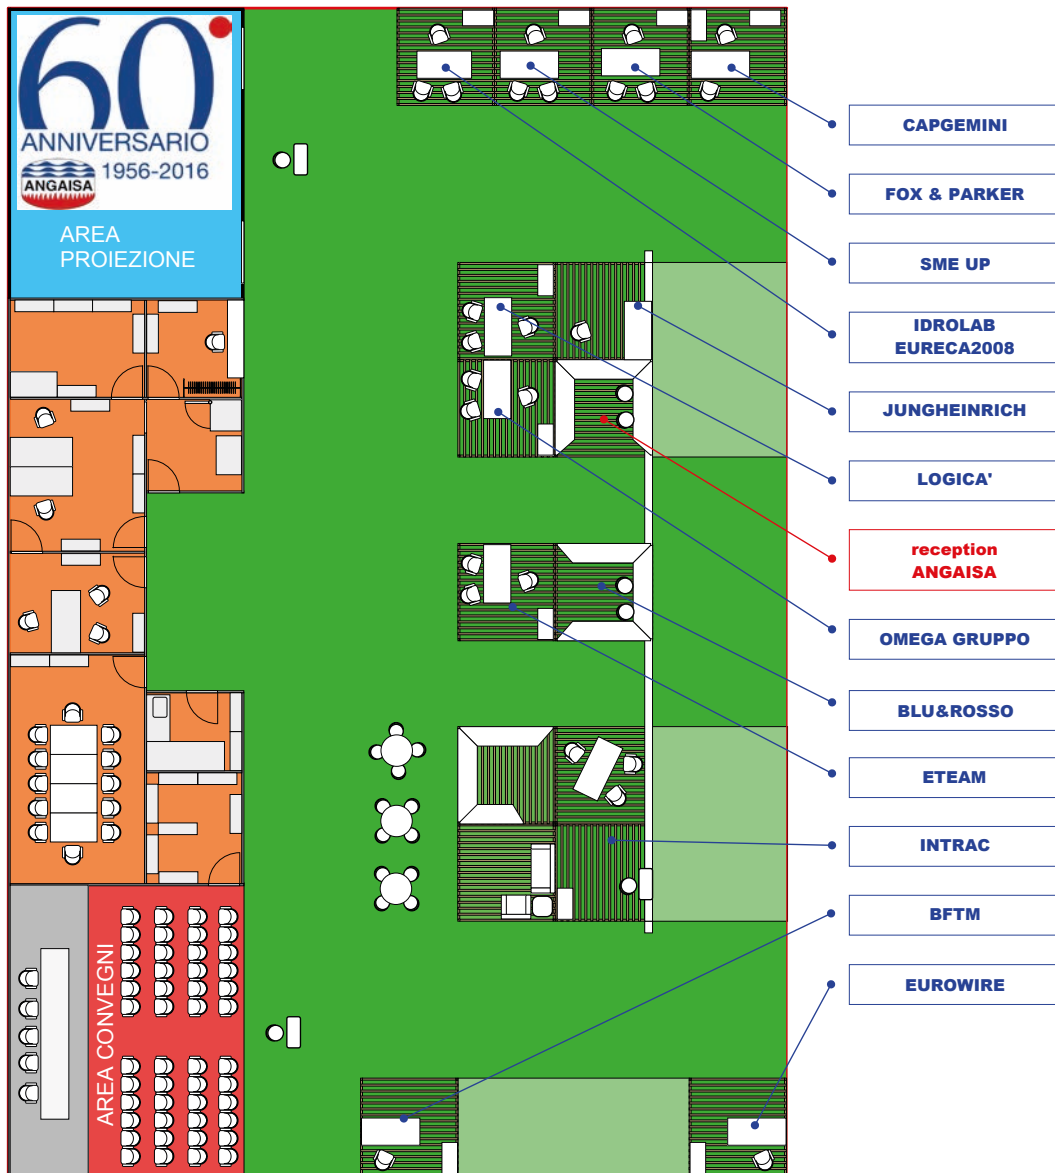 60°
ANNIVERSARIO
ANGAISA
1956-2016
AREA
PROIEZIONE
CAPGEMINI
FOX & PARKER
SME UP
IDROLAB
EURECA2008
JUNGHEINRICH
LOGICA'
reception
ANGAISA
OMEGA GRUPPO
BLU&ROSSO
ETEAM
INTRAC
BFTM
EUROWIRE
AREA CONVEGNI